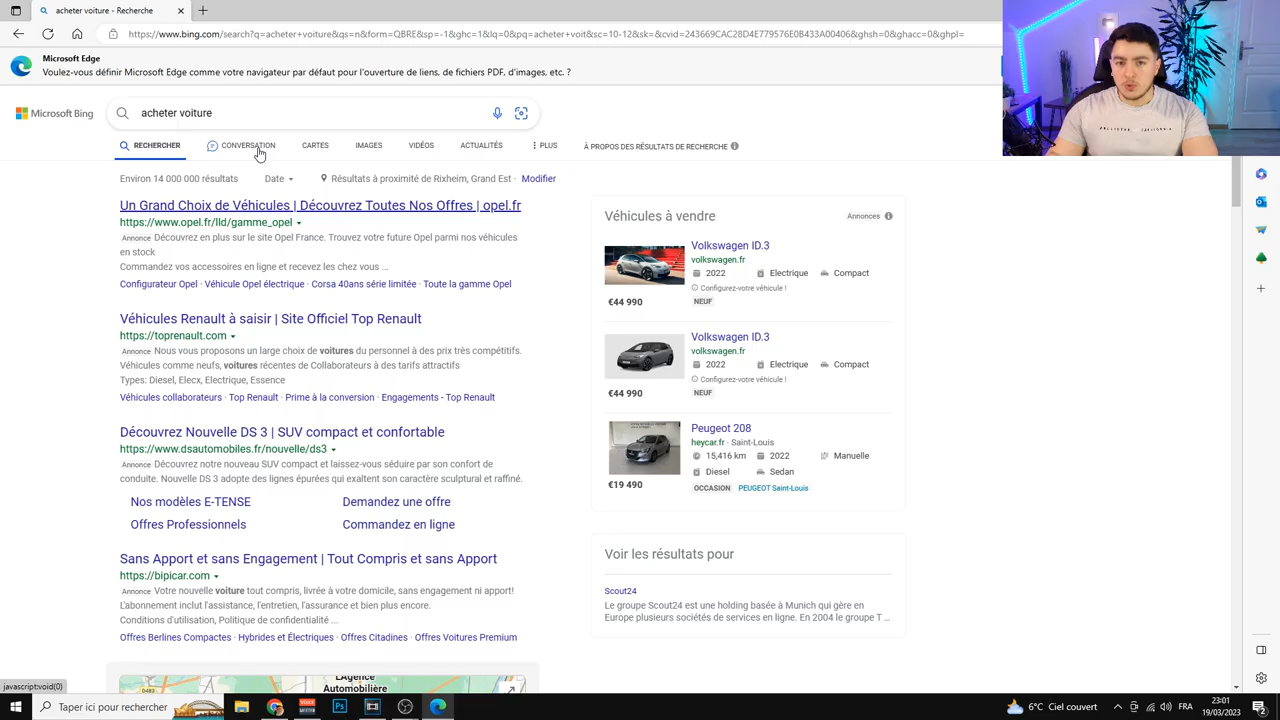 acheter voiture - Rechercher
https://www.bing.com/search?q=acheter+voiture&qs=n&form=QBRE&sp=-1&ghc=1&lq=0&pq=acheter+voit&sc=10-12&sk=&cvid=243669CAC28D4E779576E0B433A00406&ghsh=0&ghacc=0&ghpl=
Microsoft Edge
Voulez-vous définir Microsoft Edge comme votre navigateur par défaut pour l'ouverture de liens, de fichiers PDF, d'images, etc. ?
Microsoft Bing
acheter voiture
RECHERCHER CONVERSATION CARTES IMAGES VIDÉOS ACTUALITÉS PLUS À PROPOS DES RÉSULTATS DE RECHERCHE
Environ 14 000 000 résultats Date Résultats à proximité de Rixheim, Grand Est · Modifier
Un Grand Choix de Véhicules | Découvrez Toutes Nos Offres | opel.fr
https://www.opel.fr/lld/gamme_opel
Annonce Découvrez en plus sur le site Opel France. Trouvez votre future Opel parmi nos véhicules
en stock
Commandez vos accessoires en ligne et recevez les chez vous ...
Configurateur Opel · Véhicule Opel électrique · Corsa 40ans série limitée · Toute la gamme Opel
Véhicules Renault à saisir | Site Officiel Top Renault
https://toprenault.com
Annonce Nous vous proposons un large choix de voitures du personnel à des prix très compétitifs.
Véhicules comme neufs, voitures récentes de Collaborateurs à des tarifs attractifs
Types: Diesel, Elecx, Electrique, Essence
Véhicules collaborateurs · Top Renault · Prime à la conversion · Engagements - Top Renault
Découvrez Nouvelle DS 3 | SUV compact et confortable
https://www.dsautomobiles.fr/nouvelle/ds3
Annonce Découvrez notre nouveau SUV compact et laissez-vous séduire par son confort de
conduite. Nouvelle DS 3 adopte des lignes épurées qui exaltent son caractère sculptural et raffiné.
Nos modèles E-TENSE Demandez une offre
Offres Professionnels Commandez en ligne
Sans Apport et sans Engagement | Tout Compris et sans Apport
https://bipicar.com
Annonce Votre nouvelle voiture tout compris, livrée à votre domicile, sans engagement ni apport!
L'abonnement inclut l'assistance, l'entretien, l'assurance et bien plus encore.
Conditions d'utilisation, Politique de confidentialité ...
Offres Berlines Compactes · Hybrides et Électriques · Offres Citadines · Offres Voitures Premium
D483
LAgence
Automobilière
Véhicules à vendre Annonces
Volkswagen ID.3
volkswagen.fr
2022 Electrique Compact
Configurez-votre véhicule !
€44 990 NEUF
Volkswagen ID.3
volkswagen.fr
2022 Electrique Compact
Configurez-votre véhicule !
€44 990 NEUF
Peugeot 208
heycar.fr · Saint-Louis
15,416 km 2022 Manuelle
Diesel Sedan
€19 490 OCCASION PEUGEOT Saint-Louis
Voir les résultats pour
Scout24
Le groupe Scout24 est une holding basée à Munich qui gère en
Europe plusieurs sociétés de services en ligne. En 2004 le groupe T ...
javascript:void(0)
Taper ici pour rechercher
6°C Ciel couvert FRA 23:01
19/03/2023
2